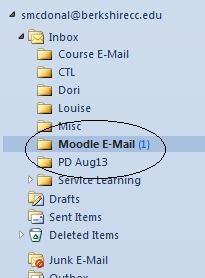 smcdonal@berkshirecc.edu
Inbox
Course E-Mail
CTL
Dori
Louise
Misc
Moodle E-Mail (1)
PD Aug13
Service Learning
Drafts
Sent Items
Deleted Items
Junk E-Mail
Outbox